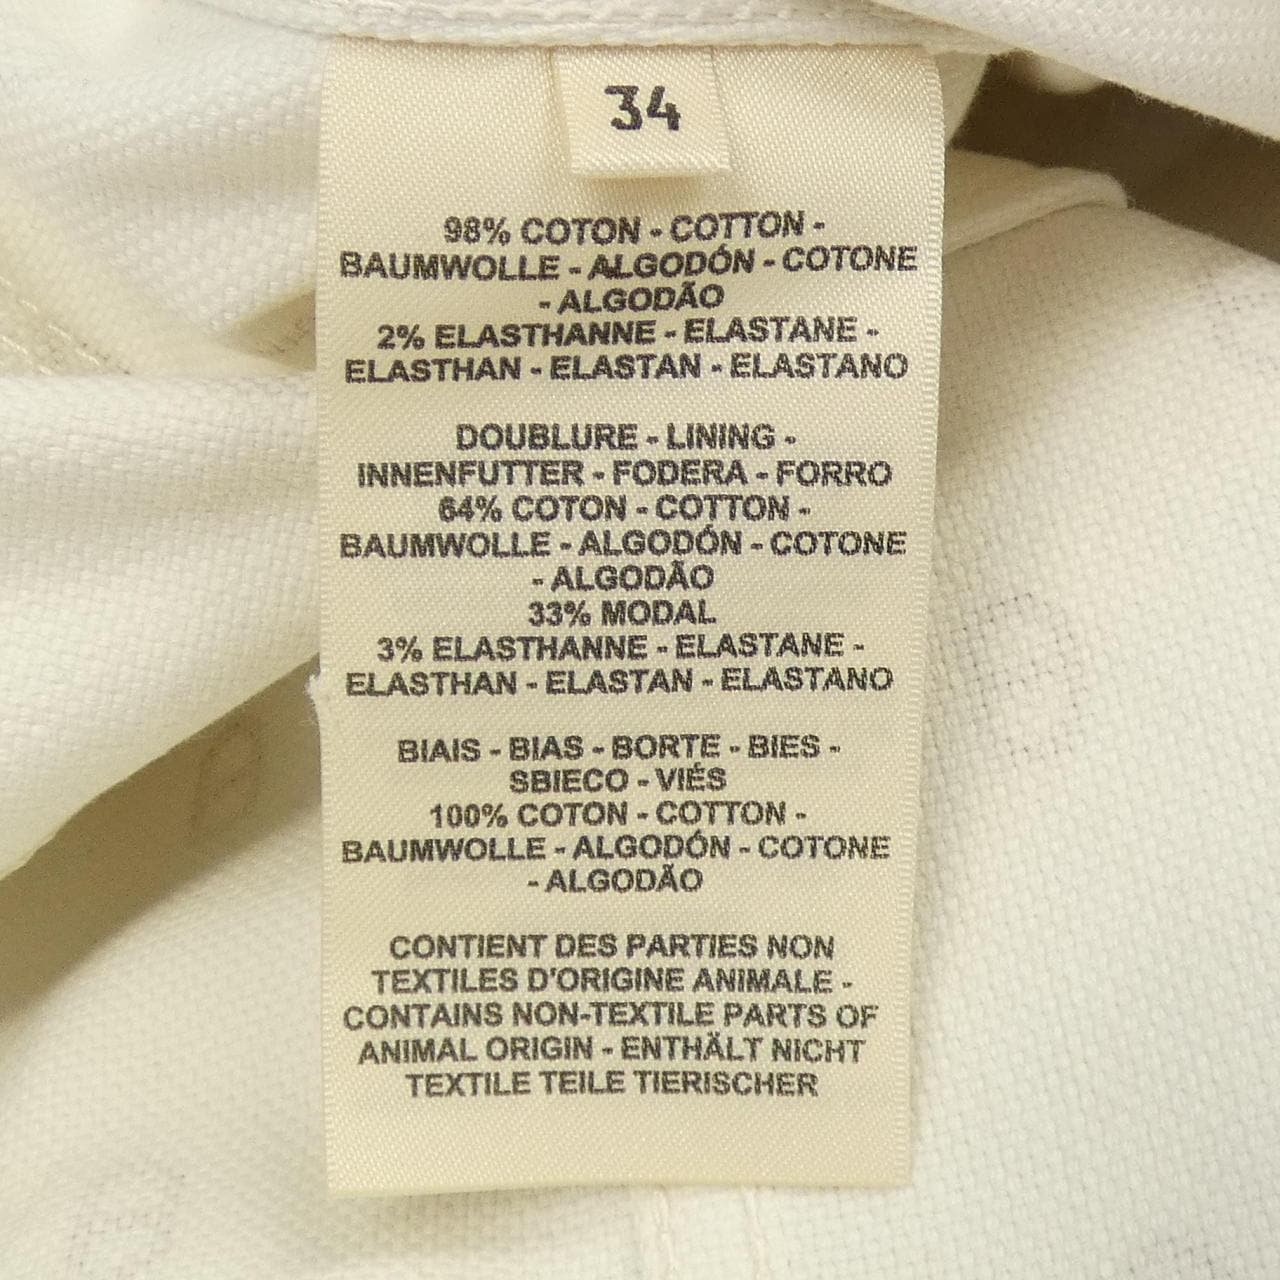 34
98% COTON - COTTON -
BAUMWOLLE - ALGODÓN - COTONE
- ALGODÃO
2% ELASTHANNE - ELASTANE -
ELASTHAN - ELASTAN - ELASTANO
DOUBLURE - LINING -
INNENFUTTER - FODERA - FORRO
64% COTON - COTTON -
BAUMWOLLE - ALGODÓN - COTONE
- ALGODÃO
33% MODAL
3% ELASTHANNE - ELASTANE -
ELASTHAN - ELASTAN - ELASTANO
BIAIS - BIAS - BORTE - BIES -
SBIECO - VIÉS
100% COTON - COTTON -
BAUMWOLLE - ALGODÓN - COTONE
- ALGODÃO
CONTIENT DES PARTIES NON
TEXTILES D'ORIGINE ANIMALE -
CONTAINS NON-TEXTILE PARTS OF
ANIMAL ORIGIN - ENTHÄLT NICHT
TEXTILE TEILE TIERISCHER